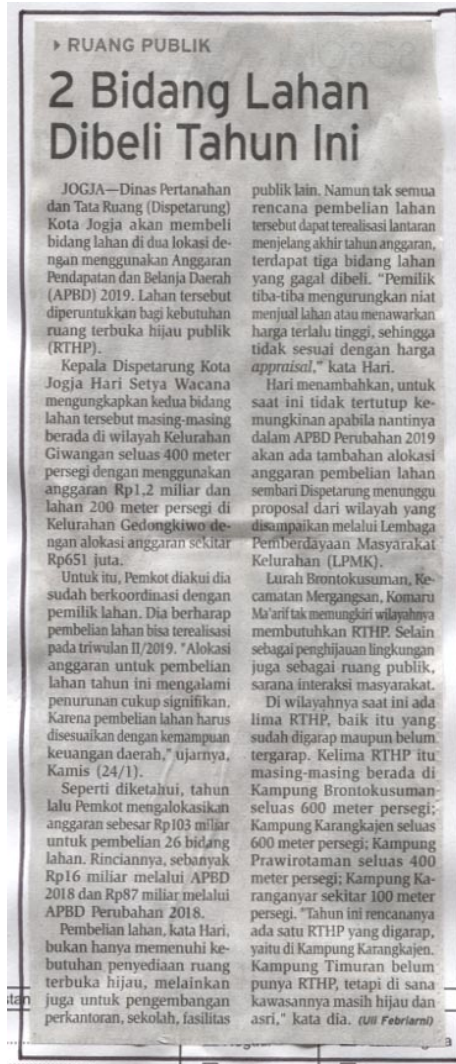 RUANG PUBLIK
2 Bidang Lahan
Dibeli Tahun Ini
JOGJA—Dinas Pertanahan
dan Tata Ruang (Dispetarung)
Kota Jogja akan membeli
bidang lahan di dua lokasi de-
ngan menggunakan Anggaran
Pendapatan dan Belanja Daerah
(APBD) 2019. Lahan tersebut
diperuntukkan bagi kebutuhan
ruang terbuka hijau publik
(RTHP).
Kepala Dispetarung Kota
Jogja Hari Setya Wacana
mengungkapkan kedua bidang
lahan tersebut masing-masing
berada di wilayah Kelurahan
Giwangan seluas 400 meter
persegi dengan menggunakan
anggaran Rp1,2 miliar dan
lahan 200 meter persegi di
Kelurahan Gedongkiwo de-
ngan alokasi anggaran sekitar
Rp651 juta.
Untuk itu, Pemkot diakui dia
sudah berkoordinasi dengan
pemilik lahan. Dia berharap
pembelian lahan bisa terealisasi
pada triwulan II/2019. "Alokasi
anggaran untuk pembelian
lahan tahun ini mengalami
penurunan cukup signifikan.
Karena pembelian lahan harus
disesuaikan dengan kemampuan
keuangan daerah," ujarnya,
Kamis (24/1).
Seperti diketahui, tahun
lalu Pemkot mengalokasikan
anggaran sebesar Rp103 miliar
untuk pembelian 26 bidang
lahan. Rinciannya, sebanyak
Rp16 miliar melalui APBD
2018 dan Rp87 miliar melalui
APBD Perubahan 2018.
Pembelian lahan, kata Hari,
bukan hanya memenuhi ke-
butuhan penyediaan ruang
terbuka hijau, melainkan
juga untuk pengembangan
perkantoran, sekolah, fasilitas
publik lain. Namun tak semua
rencana pembelian lahan
tersebut dapat terealisasi lantaran
menjelang akhir tahun anggaran,
terdapat tiga bidang lahan
yang gagal dibeli. "Pemilik
tiba-tiba mengurungkan niat
menjual lahan atau menawarkan
harga terlalu tinggi, sehingga
tidak sesuai dengan harga
appraisal," kata Hari.
Hari menambahkan, untuk
saat ini tidak tertutup ke-
mungkinan apabila nantinya
dalam APBD Perubahan 2019
akan ada tambahan alokasi
anggaran pembelian lahan
sembari Dispetarung menunggu
proposal dari wilayah yang
disampaikan melalui Lembaga
Pemberdayaan Masyarakat
Kelurahan (LPMK).
Lurah Brontokusuman, Ke-
camatan Mergangsan, Komaru
Ma'arif tak memungkiri wilayahnya
membutuhkan RTHP. Selain
sebagai penghijauan lingkungan
juga sebagai ruang publik,
sarana interaksi masyarakat.
Di wilayahnya saat ini ada
lima RTHP, baik itu yang
sudah digarap maupun belum
tergarap. Kelima RTHP itu
masing-masing berada di
Kampung Brontokusuman
seluas 600 meter persegi;
Kampung Karangkajen seluas
600 meter persegi; Kampung
Prawirotaman seluas 400
meter persegi; Kampung Ka-
ranganyar sekitar 100 meter
persegi. "Tahun ini rencananya
ada satu RTHP yang digarap,
yaitu di Kampung Karangkajen.
Kampung Timuran belum
punya RTHP, tetapi di sana
kawasannya masih hijau dan
asri," kata dia. (Uli Febriarni)